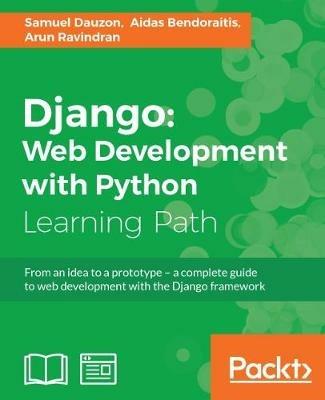 Samuel Dauzon, Aidas Bendoraitis,
Arun Ravindran
Django:
Web Development
with Python
Learning Path
From an idea to a prototype – a complete guide
to web development with the Django framework
Packt>